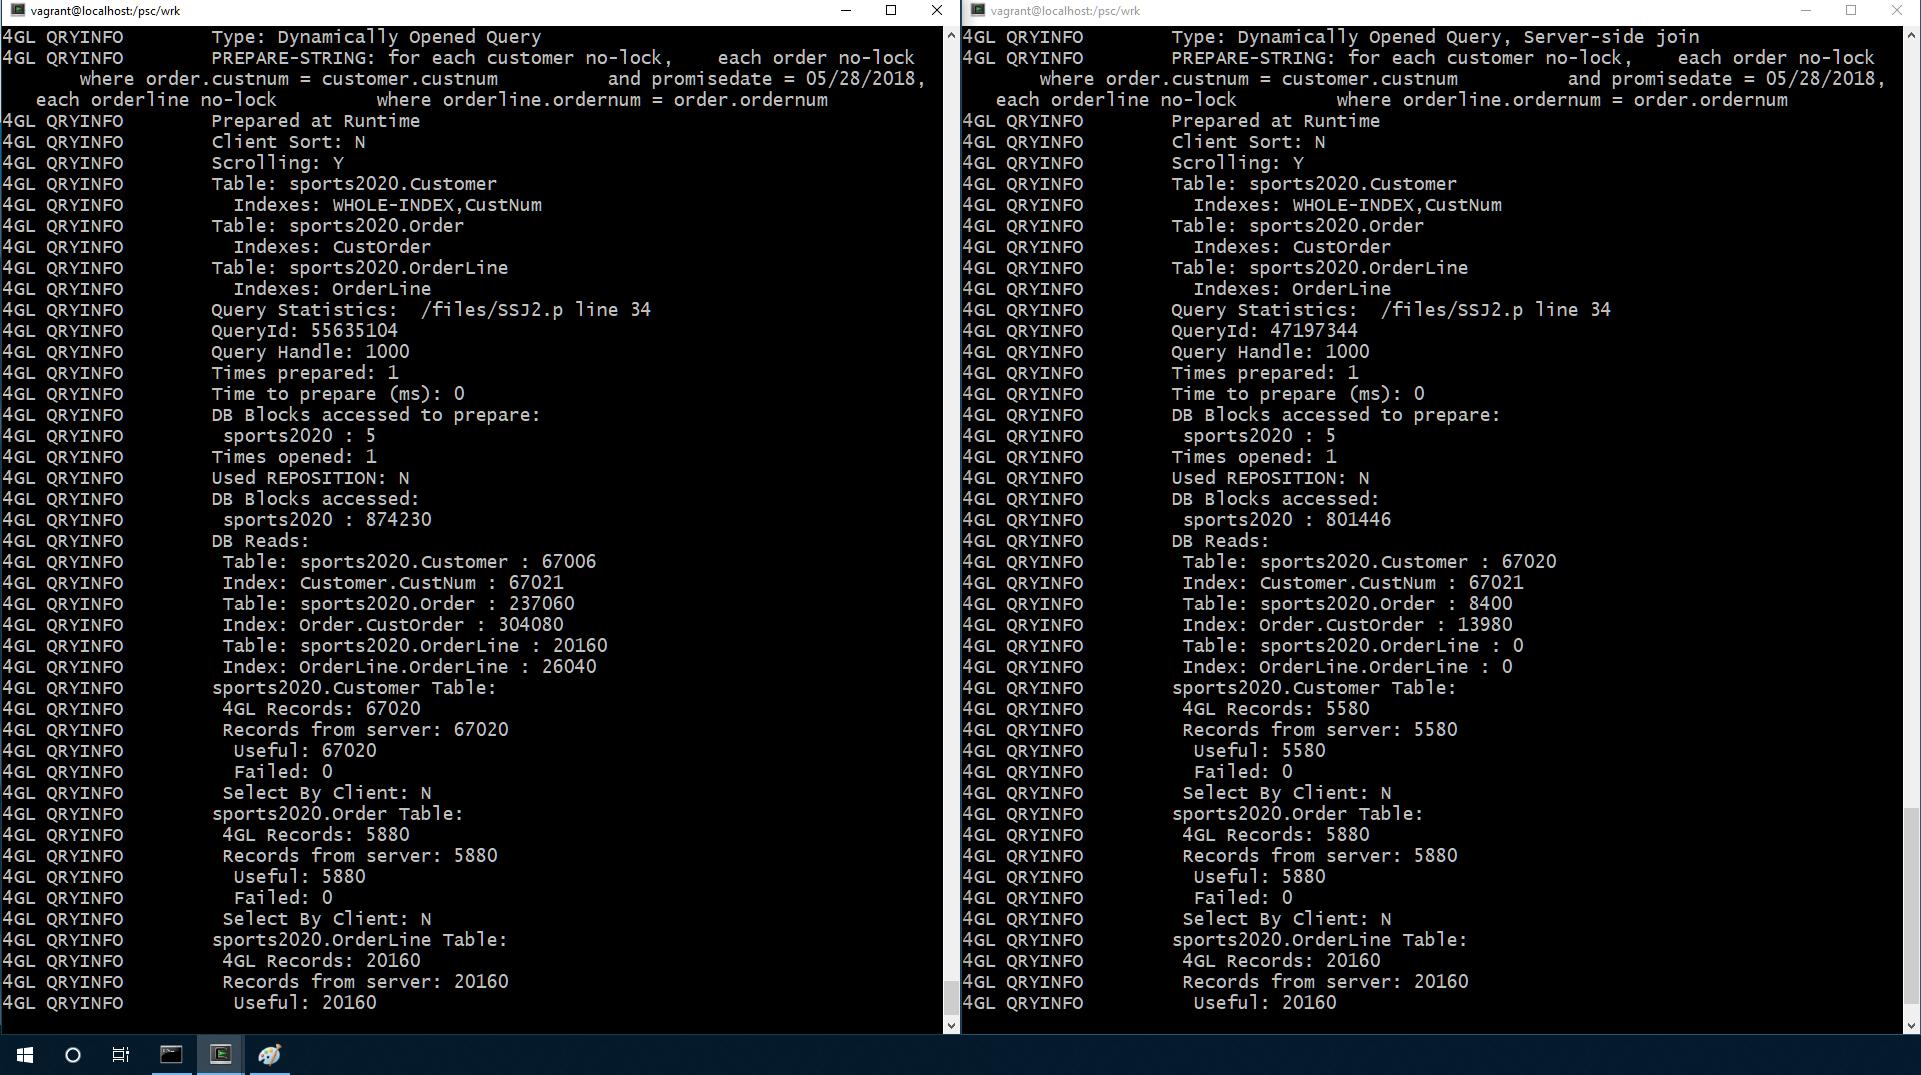 vagrant@localhost:/psc/wrk
4GL QRYINFO Type: Dynamically Opened Query
4GL QRYINFO PREPARE-STRING: for each customer no-lock, each order no-lock
where order.custnum = customer.custnum and promisedate = 05/28/2018,
each orderline no-lock where orderline.ordernum = order.ordernum
4GL QRYINFO Prepared at Runtime
4GL QRYINFO Client Sort: N
4GL QRYINFO Scrolling: Y
4GL QRYINFO Table: sports2020.Customer
4GL QRYINFO Indexes: WHOLE-INDEX,CustNum
4GL QRYINFO Table: sports2020.Order
4GL QRYINFO Indexes: CustOrder
4GL QRYINFO Table: sports2020.OrderLine
4GL QRYINFO Indexes: OrderLine
4GL QRYINFO Query Statistics: /files/SSJ2.p line 34
4GL QRYINFO QueryId: 55635104
4GL QRYINFO Query Handle: 1000
4GL QRYINFO Times prepared: 1
4GL QRYINFO Time to prepare (ms): 0
4GL QRYINFO DB Blocks accessed to prepare:
4GL QRYINFO sports2020 : 5
4GL QRYINFO Times opened: 1
4GL QRYINFO Used REPOSITION: N
4GL QRYINFO DB Blocks accessed:
4GL QRYINFO sports2020 : 874230
4GL QRYINFO DB Reads:
4GL QRYINFO Table: sports2020.Customer : 67006
4GL QRYINFO Index: Customer.CustNum : 67021
4GL QRYINFO Table: sports2020.Order : 237060
4GL QRYINFO Index: Order.CustOrder : 304080
4GL QRYINFO Table: sports2020.OrderLine : 20160
4GL QRYINFO Index: OrderLine.OrderLine : 26040
4GL QRYINFO sports2020.Customer Table:
4GL QRYINFO 4GL Records: 67020
4GL QRYINFO Records from server: 67020
4GL QRYINFO Useful: 67020
4GL QRYINFO Failed: 0
4GL QRYINFO Select By Client: N
4GL QRYINFO sports2020.Order Table:
4GL QRYINFO 4GL Records: 5880
4GL QRYINFO Records from server: 5880
4GL QRYINFO Useful: 5880
4GL QRYINFO Failed: 0
4GL QRYINFO Select By Client: N
4GL QRYINFO sports2020.OrderLine Table:
4GL QRYINFO 4GL Records: 20160
4GL QRYINFO Records from server: 20160
4GL QRYINFO Useful: 20160
vagrant@localhost:/psc/wrk
4GL QRYINFO Type: Dynamically Opened Query, Server-side join
4GL QRYINFO PREPARE-STRING: for each customer no-lock, each order no-lock
where order.custnum = customer.custnum and promisedate = 05/28/2018,
each orderline no-lock where orderline.ordernum = order.ordernum
4GL QRYINFO Prepared at Runtime
4GL QRYINFO Client Sort: N
4GL QRYINFO Scrolling: Y
4GL QRYINFO Table: sports2020.Customer
4GL QRYINFO Indexes: WHOLE-INDEX,CustNum
4GL QRYINFO Table: sports2020.Order
4GL QRYINFO Indexes: CustOrder
4GL QRYINFO Table: sports2020.OrderLine
4GL QRYINFO Indexes: OrderLine
4GL QRYINFO Query Statistics: /files/SSJ2.p line 34
4GL QRYINFO QueryId: 47197344
4GL QRYINFO Query Handle: 1000
4GL QRYINFO Times prepared: 1
4GL QRYINFO Time to prepare (ms): 0
4GL QRYINFO DB Blocks accessed to prepare:
4GL QRYINFO sports2020 : 5
4GL QRYINFO Times opened: 1
4GL QRYINFO Used REPOSITION: N
4GL QRYINFO DB Blocks accessed:
4GL QRYINFO sports2020 : 801446
4GL QRYINFO DB Reads:
4GL QRYINFO Table: sports2020.Customer : 67020
4GL QRYINFO Index: Customer.CustNum : 67021
4GL QRYINFO Table: sports2020.Order : 8400
4GL QRYINFO Index: Order.CustOrder : 13980
4GL QRYINFO Table: sports2020.OrderLine : 0
4GL QRYINFO Index: OrderLine.OrderLine : 0
4GL QRYINFO sports2020.Customer Table:
4GL QRYINFO 4GL Records: 5580
4GL QRYINFO Records from server: 5580
4GL QRYINFO Useful: 5580
4GL QRYINFO Failed: 0
4GL QRYINFO Select By Client: N
4GL QRYINFO sports2020.Order Table:
4GL QRYINFO 4GL Records: 5880
4GL QRYINFO Records from server: 5880
4GL QRYINFO Useful: 5880
4GL QRYINFO Failed: 0
4GL QRYINFO Select By Client: N
4GL QRYINFO sports2020.OrderLine Table:
4GL QRYINFO 4GL Records: 20160
4GL QRYINFO Records from server: 20160
4GL QRYINFO Useful: 20160